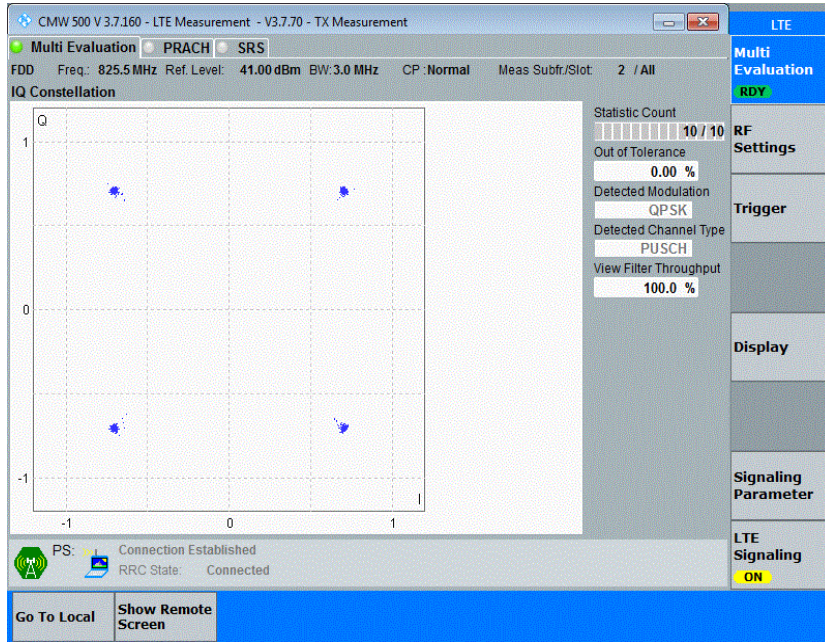 CMW 500 V 3.7.160 - LTE Measurement - V3.7.70 - TX Measurement
LTE
Multi Evaluation PRACH SRS
Multi
Evaluation
RDY
FDD Freq.: 825.5 MHz Ref. Level: 41.00 dBm BW: 3.0 MHz CP : Normal Meas Subfr./Slot: 2 / All
IQ Constellation
Q
1
0
-1
I
-1 0 1
Statistic Count
10 / 10
Out of Tolerance
0.00 %
Detected Modulation
QPSK
Detected Channel Type
PUSCH
View Filter Throughput
100.0 %
RF
Settings
Trigger
Display
Signaling
Parameter
LTE
Signaling
ON
PS: Connection Established
RRC State: Connected
Go To Local
Show Remote
Screen